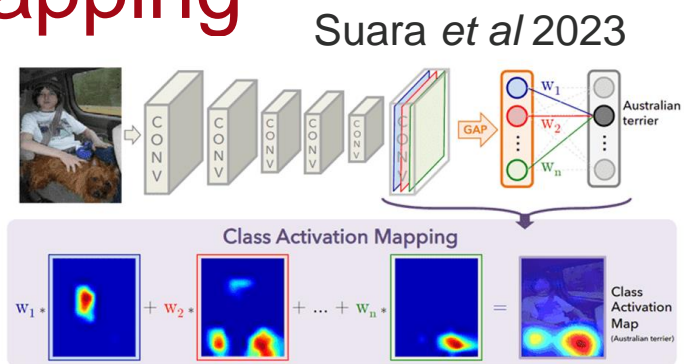 apping
Suara et al 2023
CONV
CONV
CONV
CONV
CONV
CONV
GAP
w1
w2
wn
Australian
terrier
Class Activation Mapping
w1 * + w2 * + ... + wn * =
Class
Activation
Map
(Australian terrier)